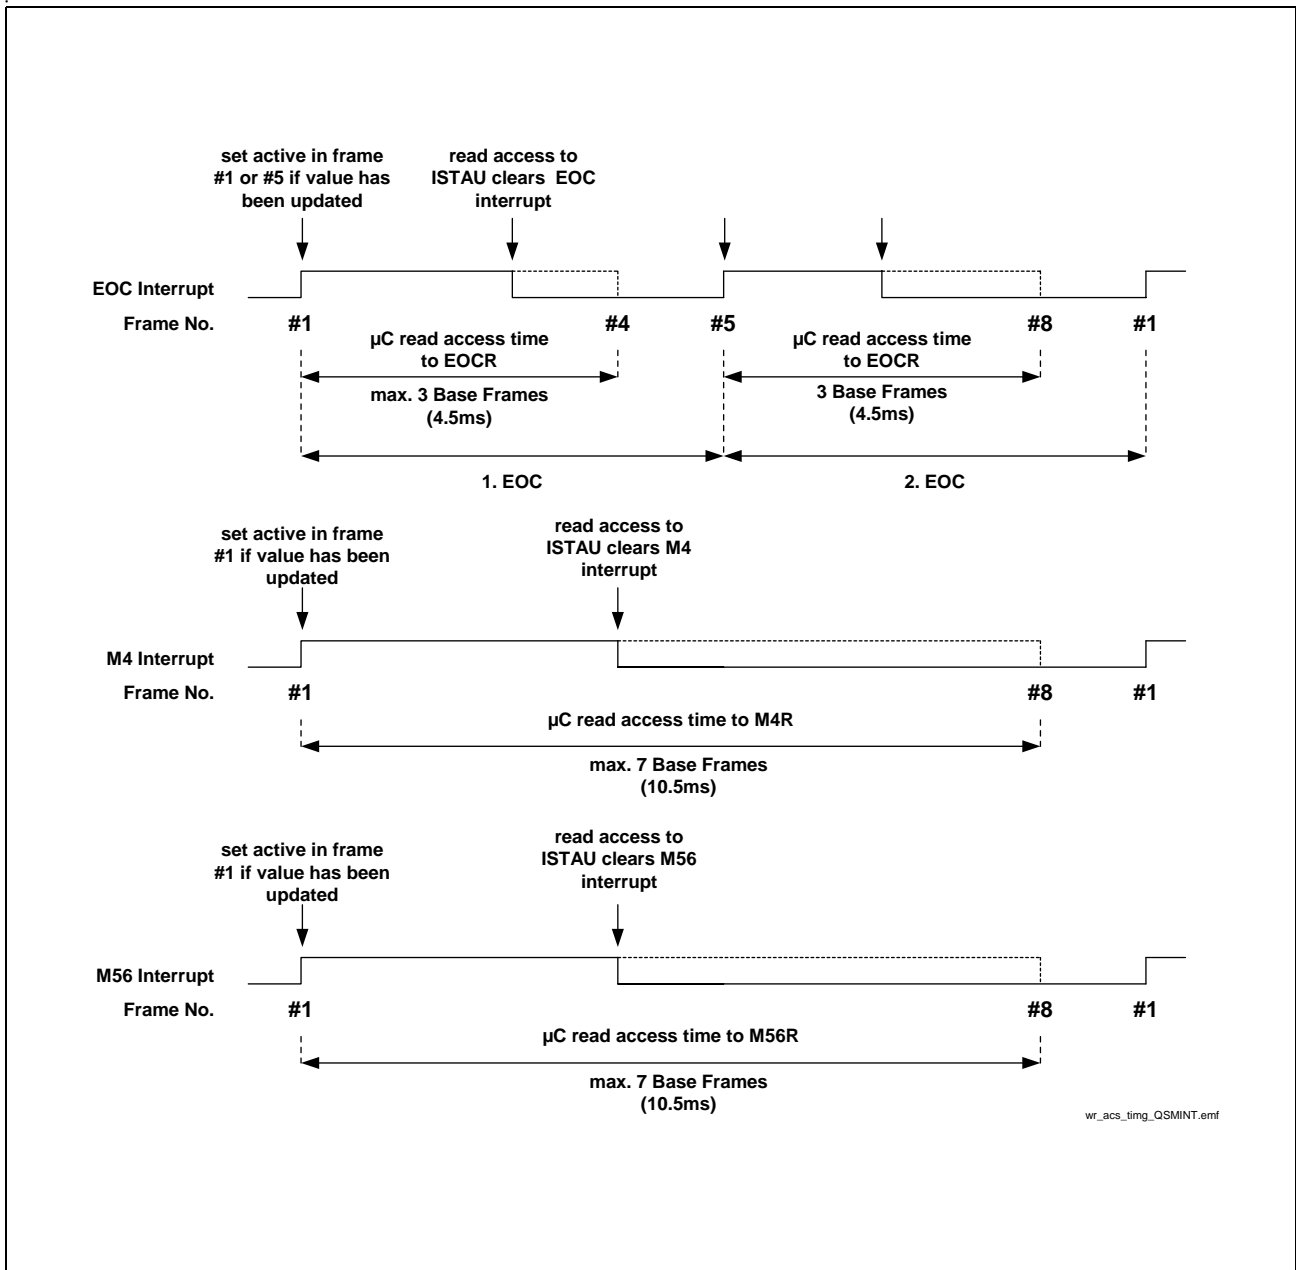 set active in frame
#1 or #5 if value has
been updated
read access to
ISTAU clears  EOC
interrupt
EOC Interrupt
Frame No.
#1
#4
#5
#8
#1
µC read access time
to EOCR
max. 3 Base Frames
(4.5ms)
µC read access time
to EOCR
3 Base Frames
(4.5ms)
1. EOC
2. EOC
set active in frame
#1 if value has been
updated
read access to
ISTAU clears M4
interrupt
M4 Interrupt
Frame No.
#1
#8
#1
µC read access time to M4R
max. 7 Base Frames
(10.5ms)
set active in frame
#1 if value has been
updated
read access to
ISTAU clears M56
interrupt
M56 Interrupt
Frame No.
#1
#8
#1
µC read access time to M56R
max. 7 Base Frames
(10.5ms)
wr_acs_timg_QSMINT.emf